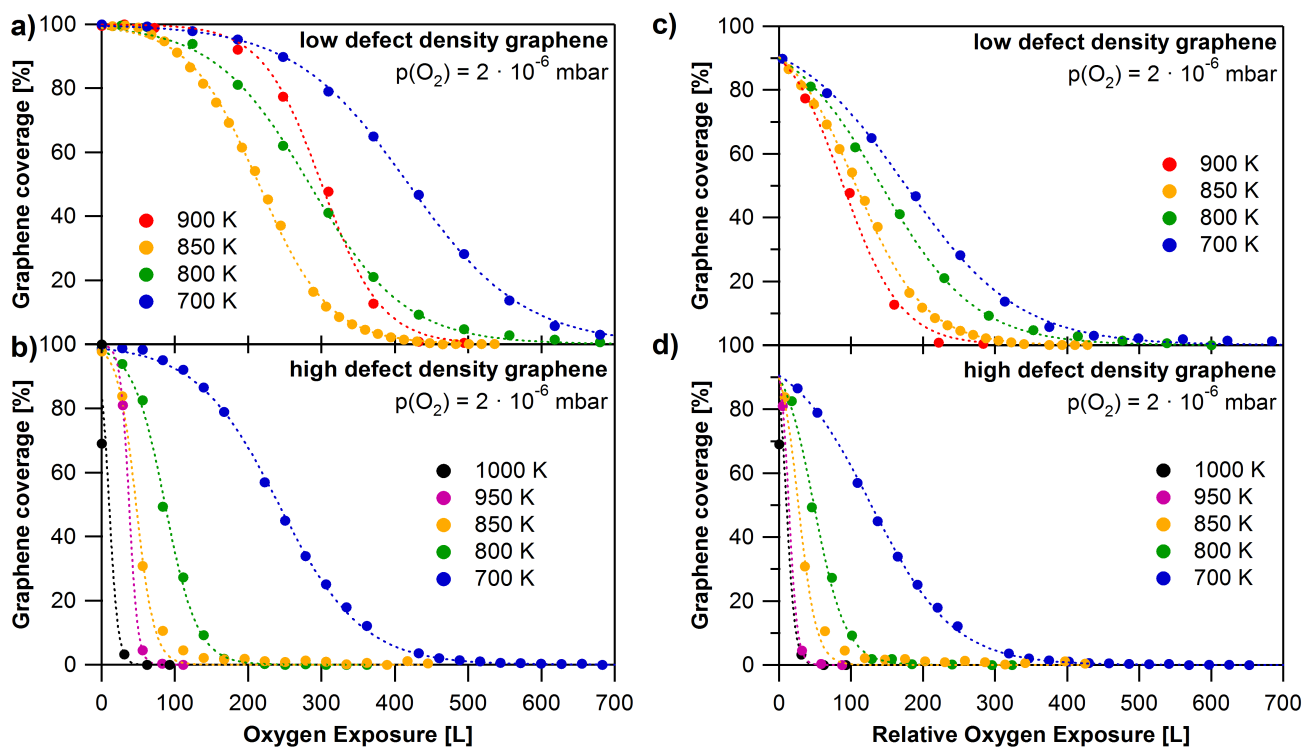 a)
low defect density graphene
p(O2) = 2 · 10-6 mbar
Graphene coverage [%]
100
80
60
40
20
900 K
850 K
800 K
700 K
b)
high defect density graphene
p(O2) = 2 · 10-6 mbar
Graphene coverage [%]
100
80
60
40
20
0
1000 K
950 K
850 K
800 K
700 K
0 100 200 300 400 500 600 700
Oxygen Exposure [L]
c)
low defect density graphene
p(O2) = 2 · 10-6 mbar
Graphene coverage [%]
100
80
60
40
20
900 K
850 K
800 K
700 K
d)
high defect density graphene
p(O2) = 2 · 10-6 mbar
Graphene coverage [%]
100
80
60
40
20
0
1000 K
950 K
850 K
800 K
700 K
0 100 200 300 400 500 600 700
Relative Oxygen Exposure [L]